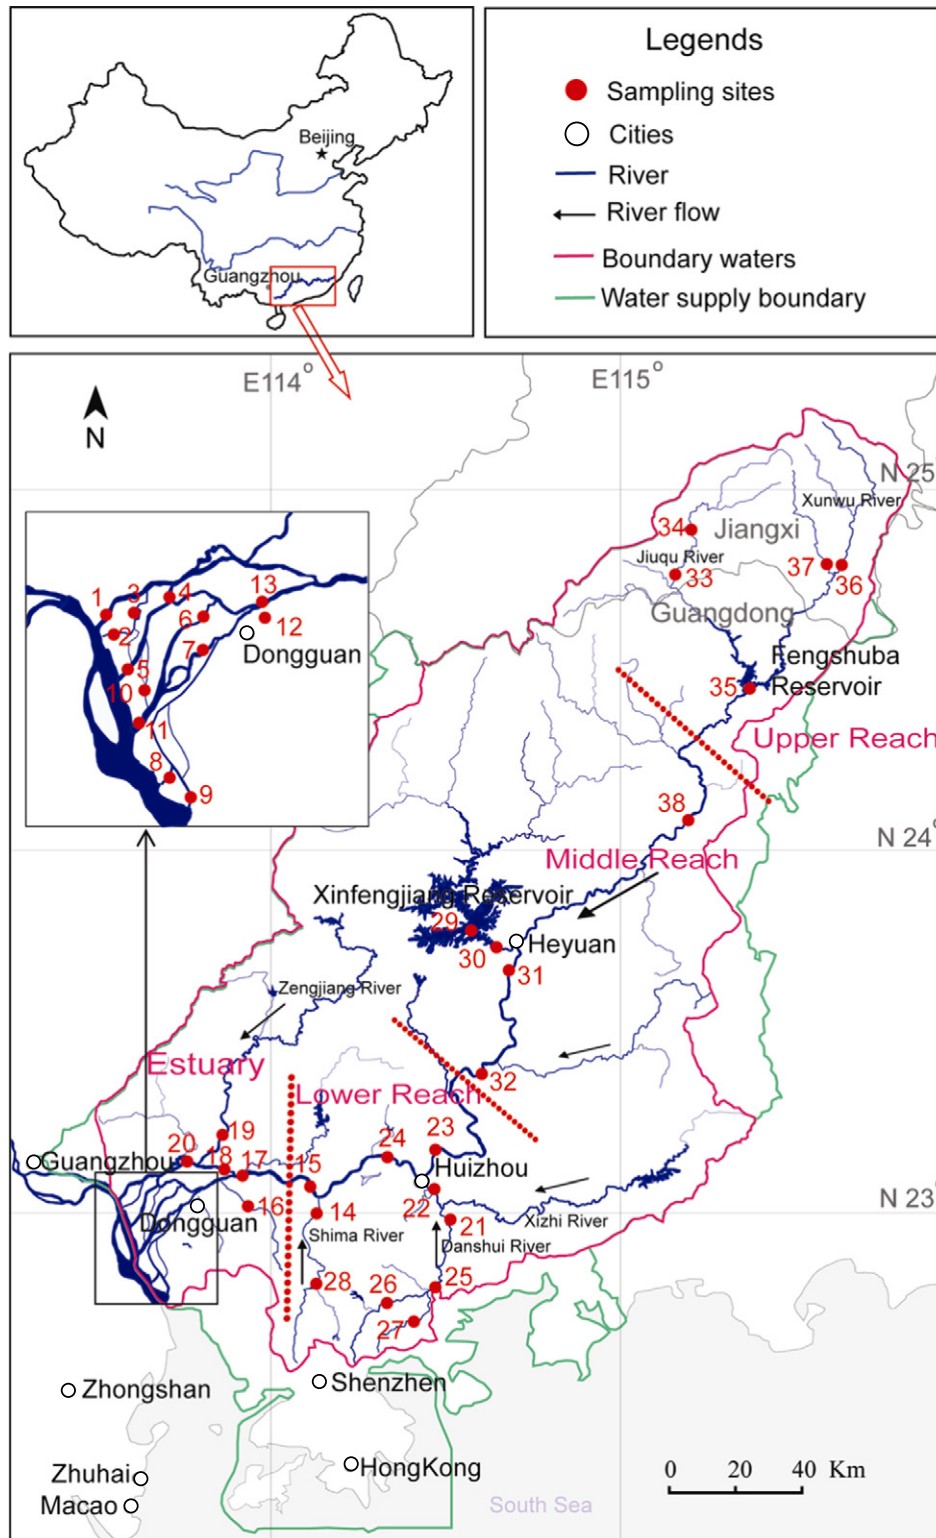 Legends
Sampling sites
Cities
River
River flow
Boundary waters
Water supply boundary
Beijing
Guangzhou
E114°
E115°
N
N 25°
Xunwu River
34
Jiangxi
Jiuqu River
33
37
36
Guangdong
Fengshuba
Reservoir
35
Upper Reach
38
N 24°
Middle Reach
1
3
4
13
2
6
12
7
Dongguan
5
10
11
8
9
Xinfengjiang Reservoir
29
30
Heyuan
31
Zengjiang River
Estuary
32
Lower Reach
19
20
18
17
15
24
23
Guangzhou
Huizhou
16
14
22
21
N 23°
Dongguan
Shima River
Xizhi River
Danshui River
28
26
25
27
Shenzhen
Zhongshan
HongKong
Zhuhai
Macao
South Sea
0 20 40 Km